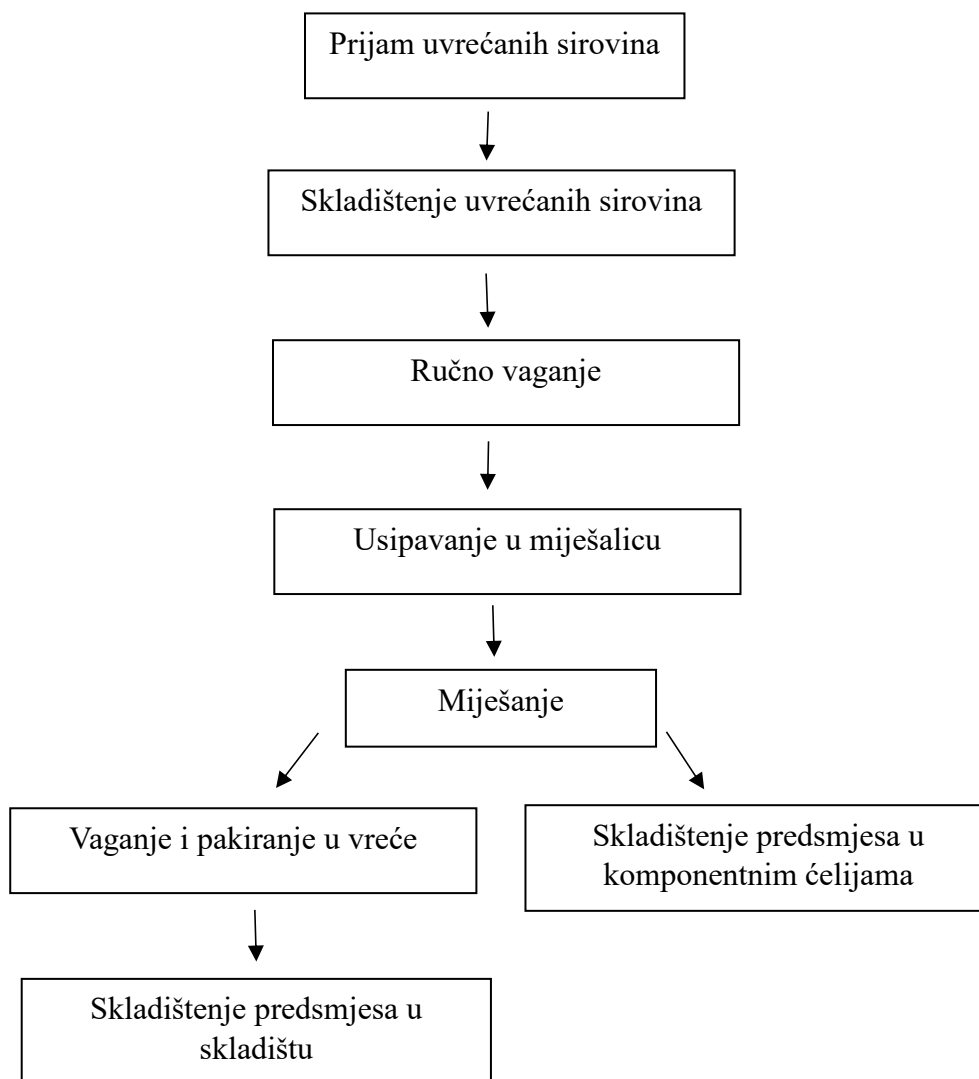 Prijam uvrećanih sirovina
Skladištenje uvrećanih sirovina
Ručno vaganje
Usipavanje u miješalicu
Miješanje
Vaganje i pakiranje u vreće
Skladištenje predsmjesa u
komponentnim ćelijama
Skladištenje predsmjesa u
skladištu